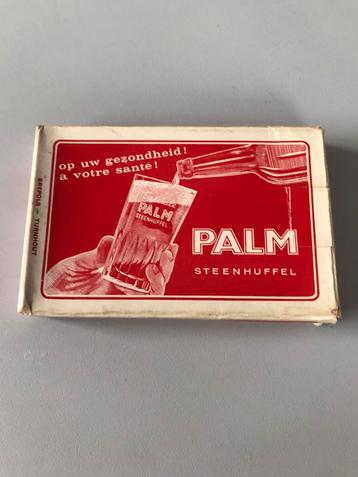 op uw gezondheid!
à votre santé!
PALM
STEENHUFFEL
PALM
STEENHUFFEL
BREPOLS - TURNHOUT